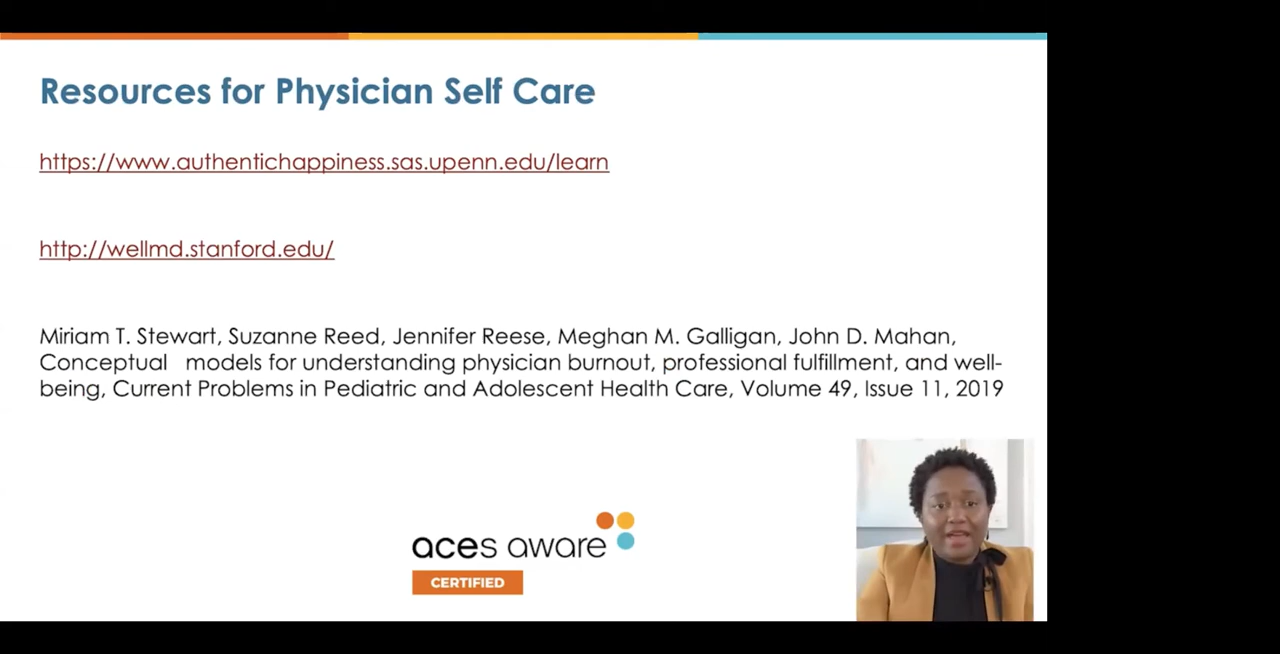 Resources for Physician Self Care
https://www.authentichappiness.sas.upenn.edu/learn
http://wellmd.stanford.edu/
Miriam T. Stewart, Suzanne Reed, Jennifer Reese, Meghan M. Galligan, John D. Mahan,
Conceptual models for understanding physician burnout, professional fulfillment, and well-
being, Current Problems in Pediatric and Adolescent Health Care, Volume 49, Issue 11, 2019
aces aware
CERTIFIED